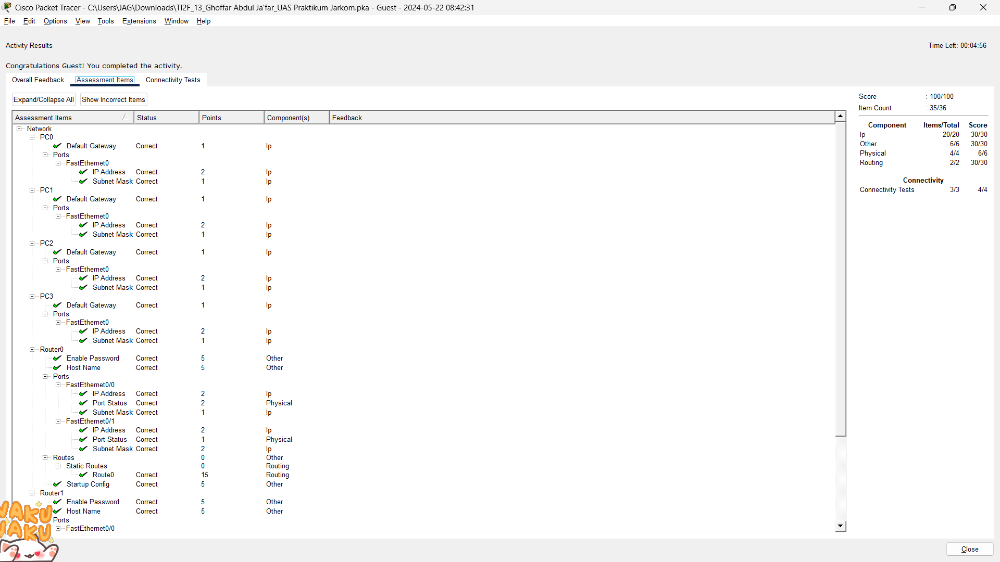 Cisco Packet Tracer - C:\Users\JAG\Downloads\TI2F_13_Ghoffar Abdul Ja'far_UAS Praktikum Jarkom.pka - Guest - 2024-05-22 08:42:31
File Edit Options View Tools Extensions Window Help
Activity Results
Time Left: 00:04:56
Congratulations Guest! You completed the activity.
Overall Feedback Assessment Items Connectivity Tests
Expand/Collapse All Show Incorrect Items
Assessment Items Status Points Component(s) Feedback
Network
PC0
Default Gateway Correct 1 Ip
Ports
FastEthernet0
IP Address Correct 2 Ip
Subnet Mask Correct 1 Ip
PC1
Default Gateway Correct 1 Ip
Ports
FastEthernet0
IP Address Correct 2 Ip
Subnet Mask Correct 1 Ip
PC2
Default Gateway Correct 1 Ip
Ports
FastEthernet0
IP Address Correct 2 Ip
Subnet Mask Correct 1 Ip
PC3
Default Gateway Correct 1 Ip
Ports
FastEthernet0
IP Address Correct 2 Ip
Subnet Mask Correct 1 Ip
Router0
Enable Password Correct 5 Other
Host Name Correct 5 Other
Ports
FastEthernet0/0
IP Address Correct 2 Ip
Port Status Correct 2 Physical
Subnet Mask Correct 1 Ip
FastEthernet0/1
IP Address Correct 2 Ip
Port Status Correct 1 Physical
Subnet Mask Correct 2 Ip
Routes 0 Other
Static Routes 0 Routing
Route0 Correct 15 Routing
Startup Config Correct 5 Other
Router1
Enable Password Correct 5 Other
Host Name Correct 5 Other
Ports
FastEthernet0/0
Score : 100/100
Item Count : 35/36
Component Items/Total Score
Ip 20/20 30/30
Other 6/6 30/30
Physical 4/4 6/6
Routing 2/2 30/30
Connectivity
Connectivity Tests 3/3 4/4
WAKU
WAKU
Close